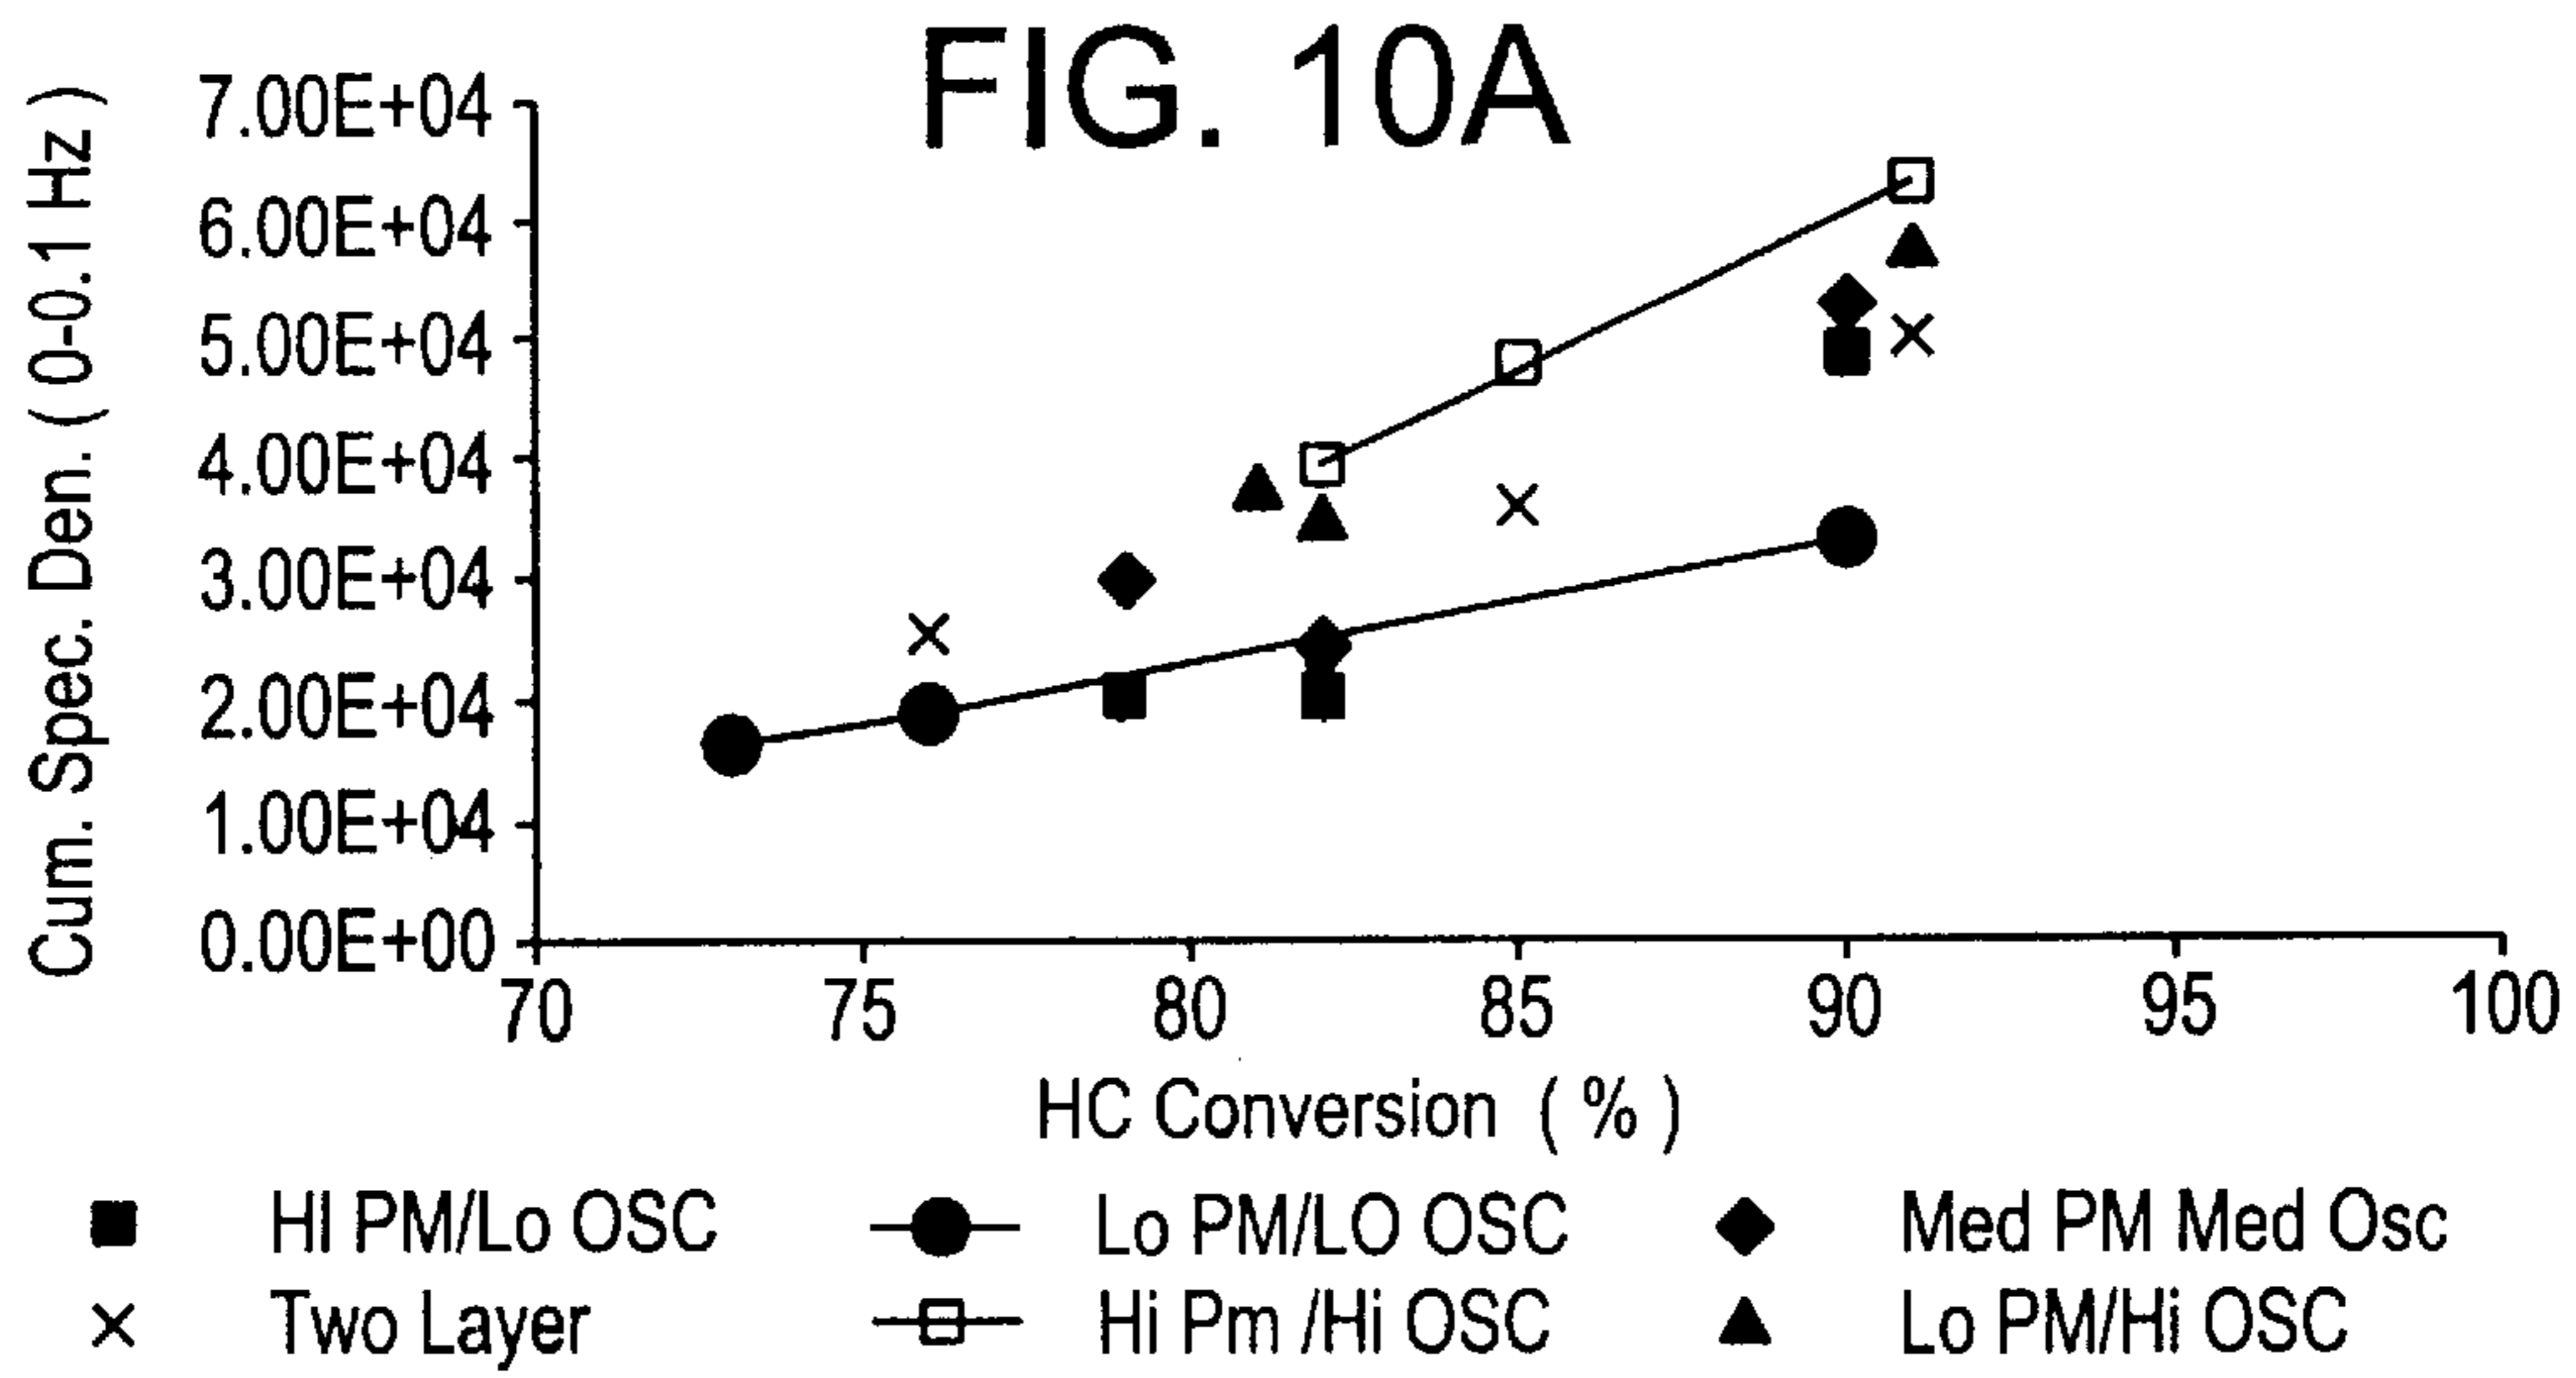 FIG. 10A
Cum. Spec. Den. ( 0-0.1 Hz )
7.00E+04
6.00E+04
5.00E+04
4.00E+04
3.00E+04
2.00E+04
1.00E+04
0.00E+00
70 75 80 85 90 95 100
HC Conversion ( % )
HI PM/Lo OSC Lo PM/LO OSC Med PM Med Osc
Two Layer Hi Pm /Hi OSC Lo PM/Hi OSC